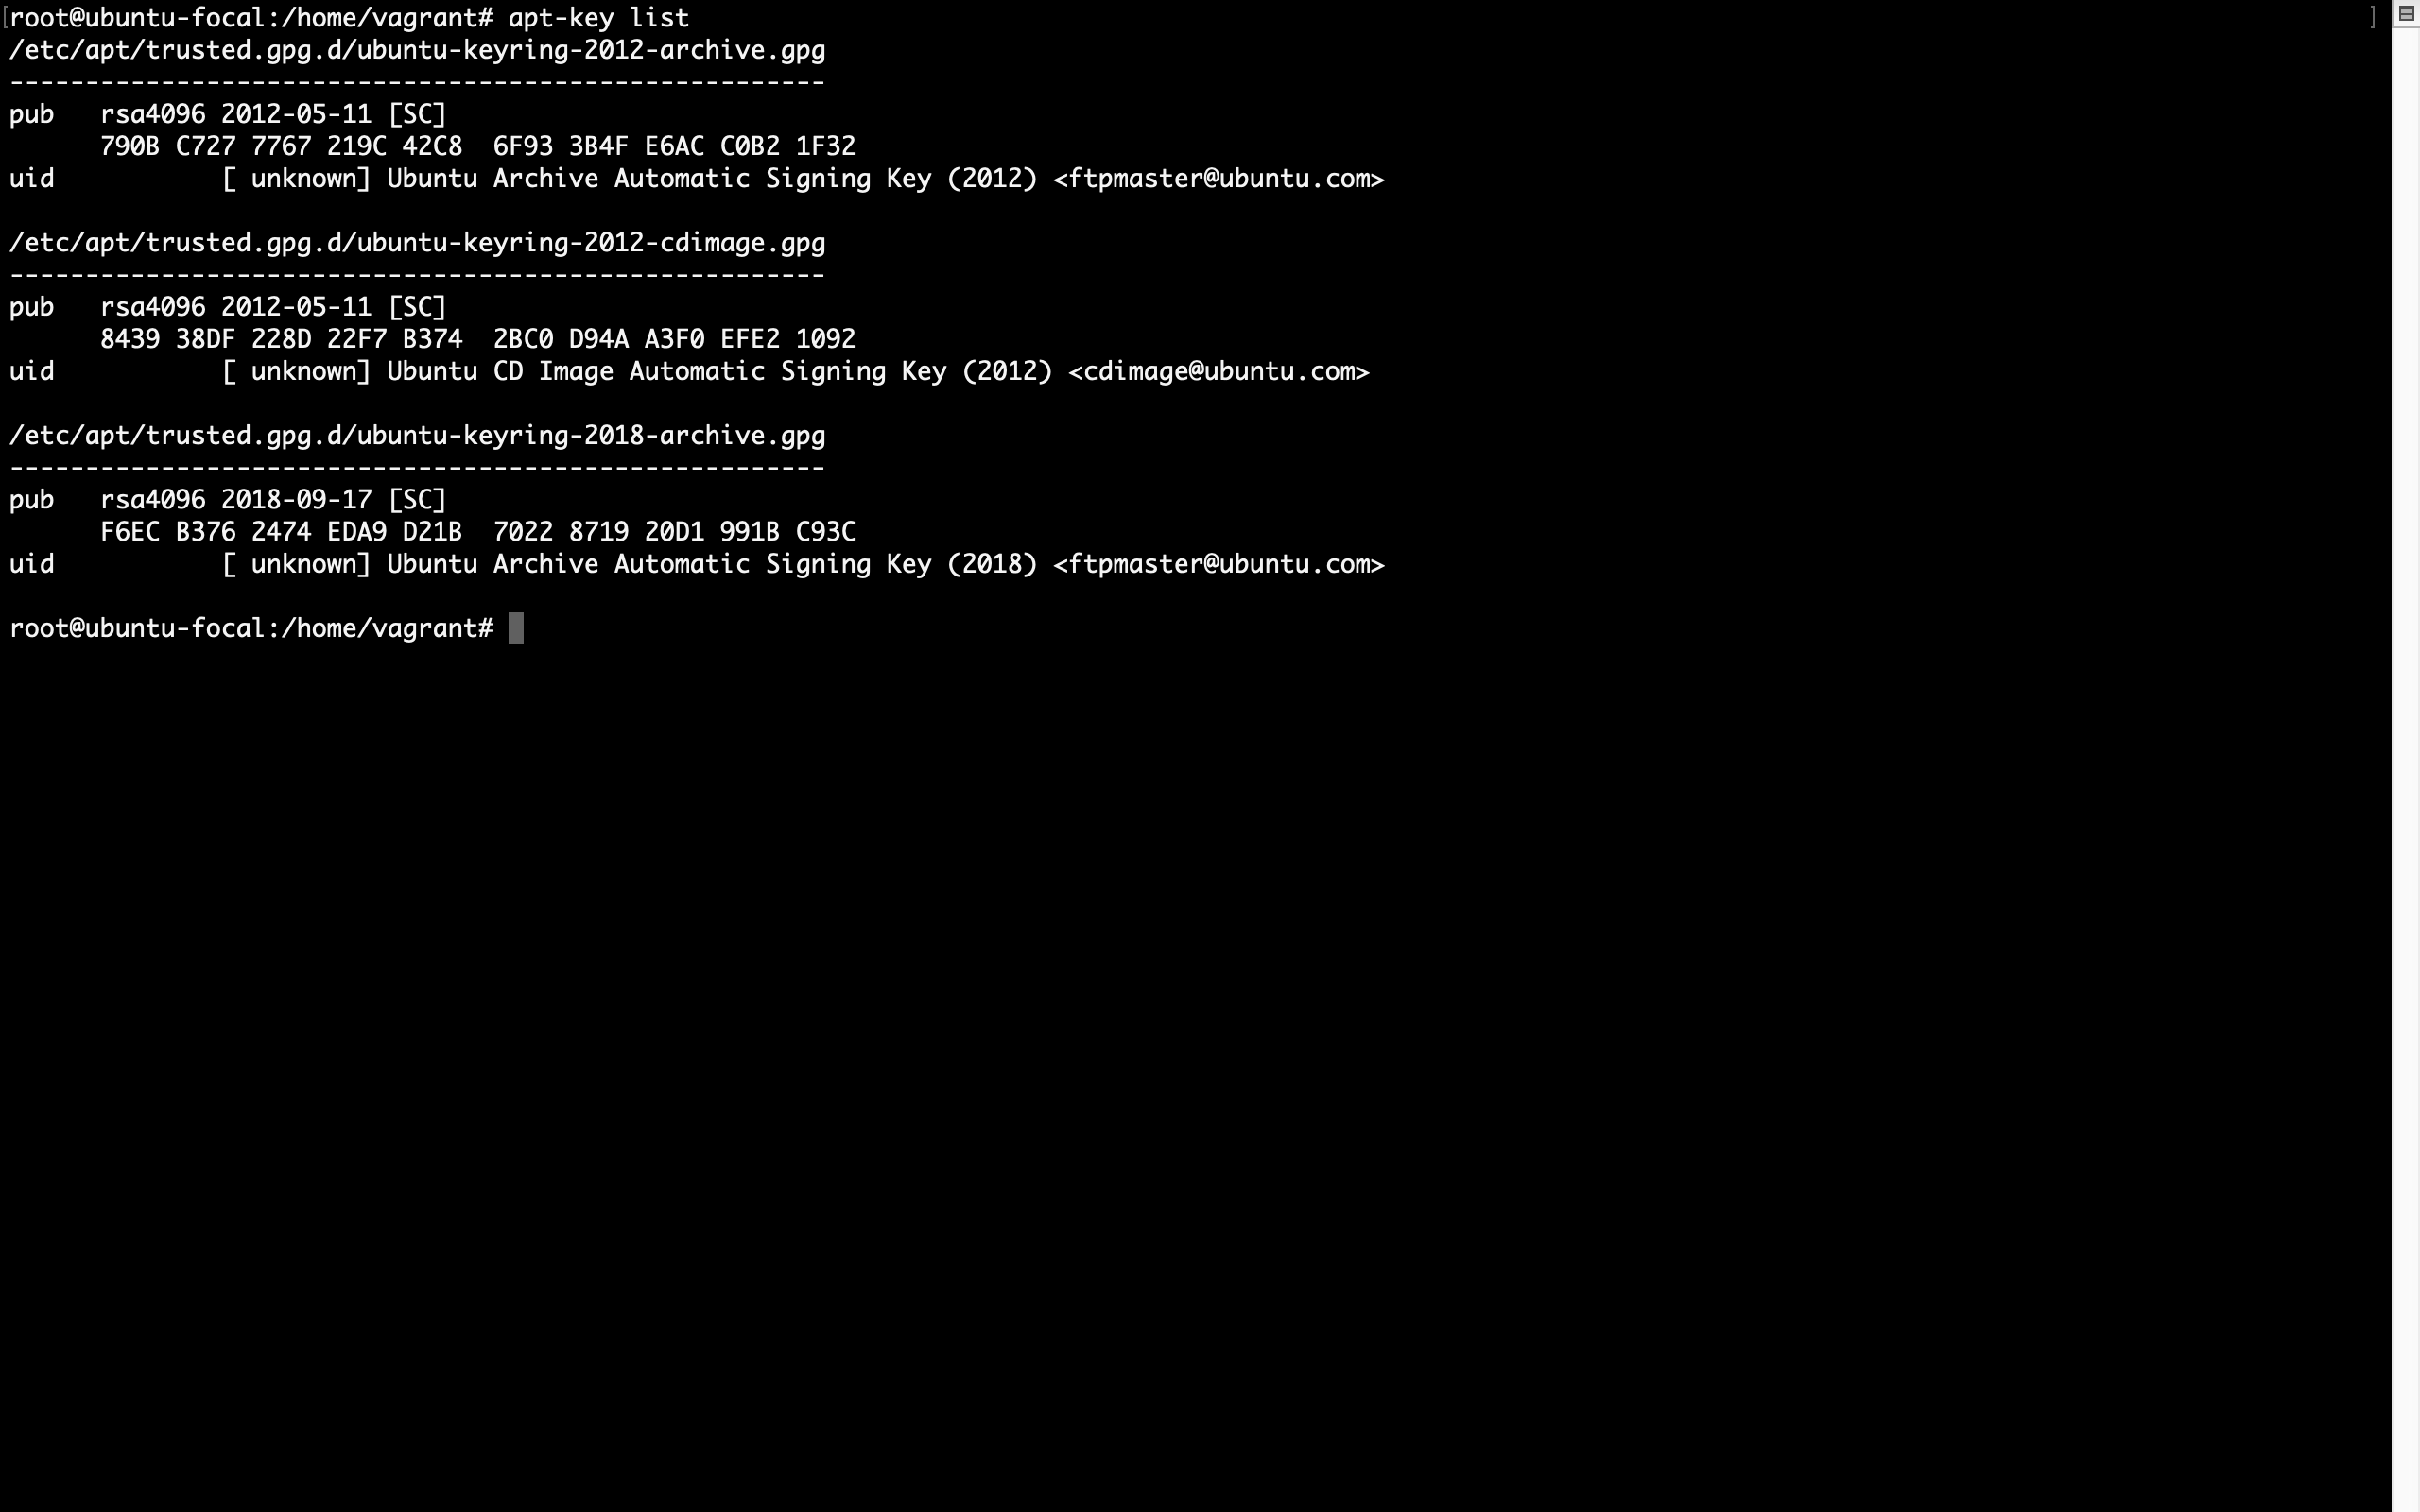 [root@ubuntu-focal:/home/vagrant# apt-key list ]
/etc/apt/trusted.gpg.d/ubuntu-keyring-2012-archive.gpg
------------------------------------------------------
pub   rsa4096 2012-05-11 [SC]
      790B C727 7767 219C 42C8  6F93 3B4F E6AC C0B2 1F32
uid           [ unknown] Ubuntu Archive Automatic Signing Key (2012) <ftpmaster@ubuntu.com>

/etc/apt/trusted.gpg.d/ubuntu-keyring-2012-cdimage.gpg
------------------------------------------------------
pub   rsa4096 2012-05-11 [SC]
      8439 38DF 228D 22F7 B374  2BC0 D94A A3F0 EFE2 1092
uid           [ unknown] Ubuntu CD Image Automatic Signing Key (2012) <cdimage@ubuntu.com>

/etc/apt/trusted.gpg.d/ubuntu-keyring-2018-archive.gpg
------------------------------------------------------
pub   rsa4096 2018-09-17 [SC]
      F6EC B376 2474 EDA9 D21B  7022 8719 20D1 991B C93C
uid           [ unknown] Ubuntu Archive Automatic Signing Key (2018) <ftpmaster@ubuntu.com>

root@ubuntu-focal:/home/vagrant#